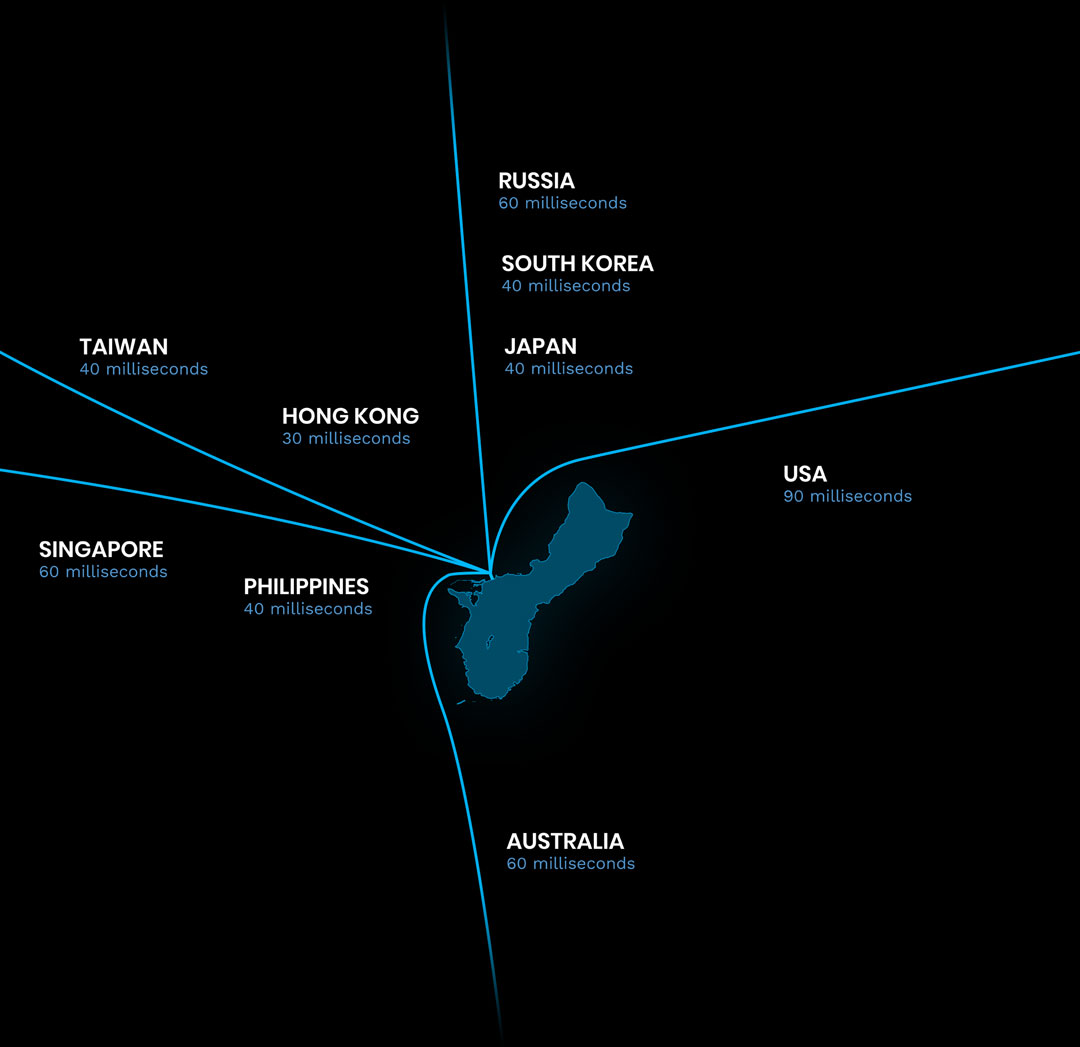 RUSSIA
60 milliseconds
SOUTH KOREA
40 milliseconds
TAIWAN
40 milliseconds
JAPAN
40 milliseconds
HONG KONG
30 milliseconds
USA
90 milliseconds
SINGAPORE
60 milliseconds
PHILIPPINES
40 milliseconds
AUSTRALIA
60 milliseconds